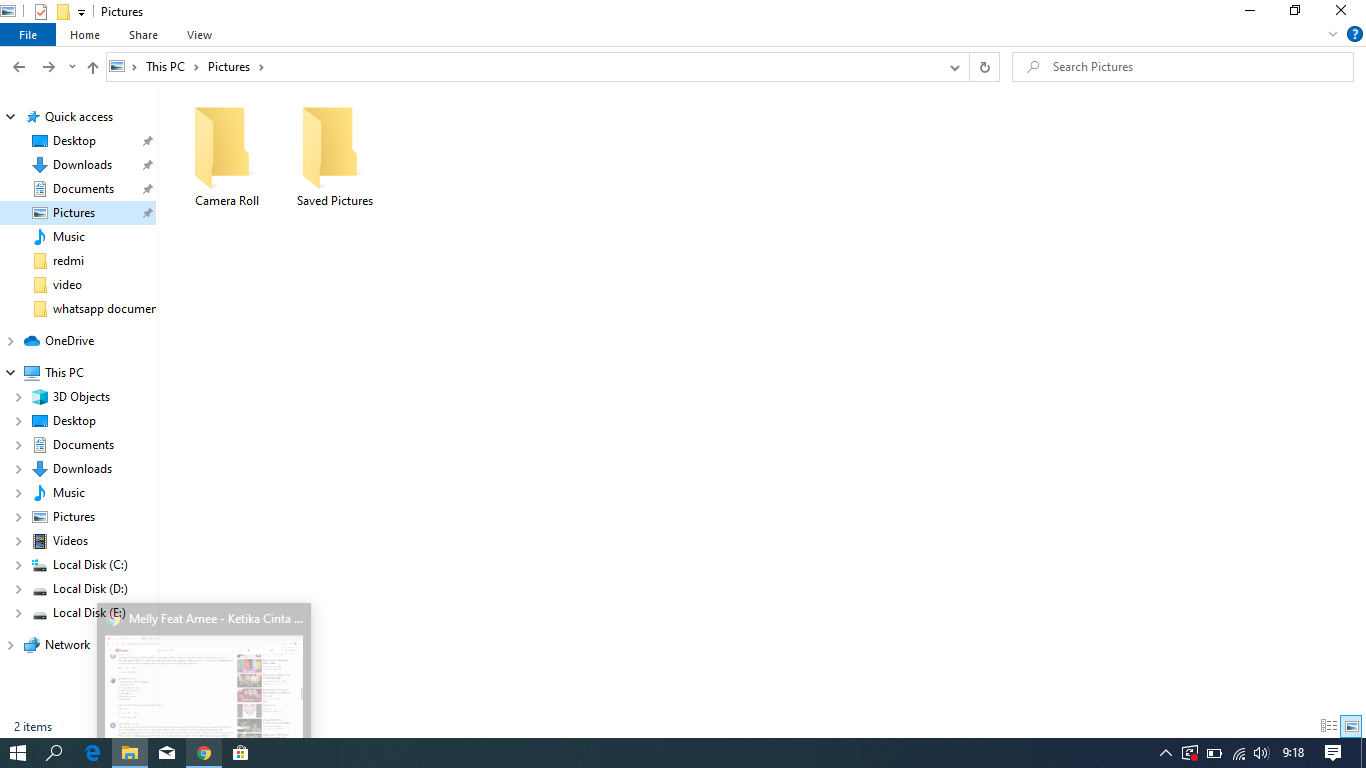 Pictures
File Home Share View
This PC Pictures
Search Pictures
Quick access
Desktop
Downloads
Documents
Pictures
Music
redmi
video
whatsapp documen
OneDrive
This PC
3D Objects
Desktop
Documents
Downloads
Music
Pictures
Videos
Local Disk (C:)
Local Disk (D:)
Local Disk (E:)
Network
Camera Roll
Saved Pictures
Melly Feat Amee - Ketika Cinta ...
2 items
9:18